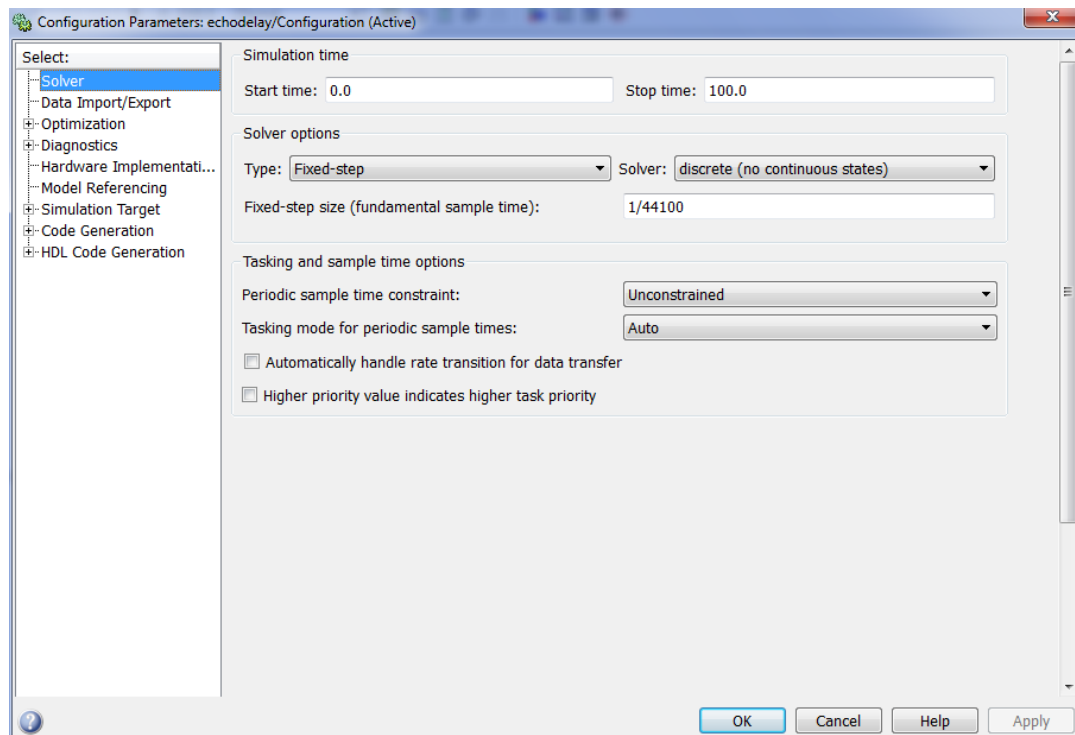 Configuration Parameters: echodelay/Configuration (Active)
Select:
Solver
Data Import/Export
Optimization
Diagnostics
Hardware Implementati...
Model Referencing
Simulation Target
Code Generation
HDL Code Generation
Simulation time
Start time: 0.0 Stop time: 100.0
Solver options
Type: Fixed-step Solver: discrete (no continuous states)
Fixed-step size (fundamental sample time): 1/44100
Tasking and sample time options
Periodic sample time constraint: Unconstrained
Tasking mode for periodic sample times: Auto
Automatically handle rate transition for data transfer
Higher priority value indicates higher task priority
OK Cancel Help Apply